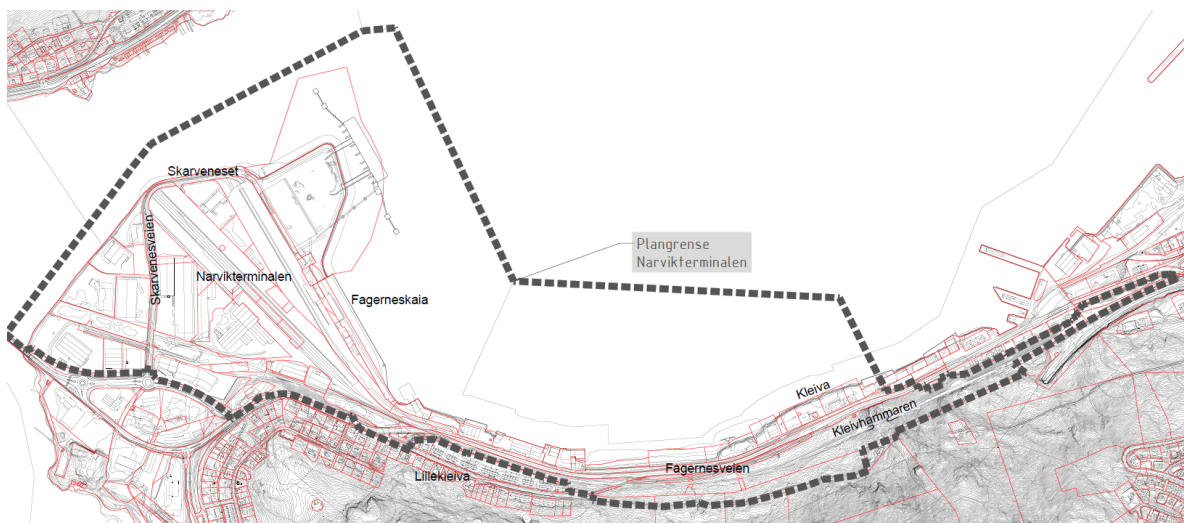 Skarveneset
Skarvenesveien
Narvikterminalen
Fagerneskaia
Plangrense
Narvikterminalen
Kleiva
Kleivhammaren
Fagernesveien
Lillekleiva